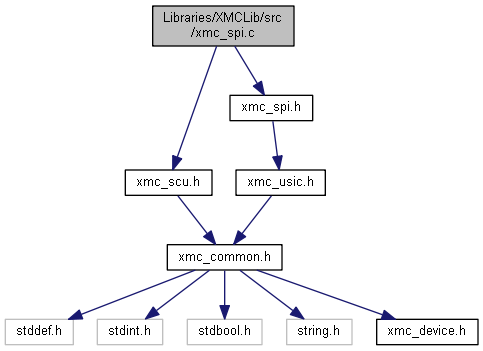 Libraries/XMCLib/src
/xmc_spi.c
xmc_spi.h
xmc_scu.h
xmc_usic.h
xmc_common.h
stddef.h
stdint.h
stdbool.h
string.h
xmc_device.h